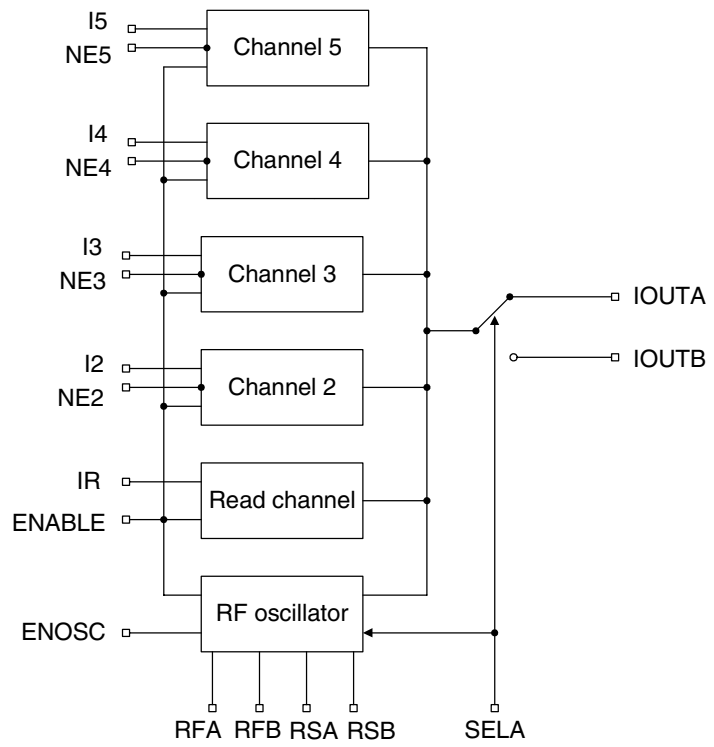 I5
NE5
Channel 5
I4
NE4
Channel 4
I3
NE3
Channel 3
IOUTA
IOUTB
I2
NE2
Channel 2
IR
ENABLE
Read channel
ENOSC
RF oscillator
RFA RFB RSA RSB SELA